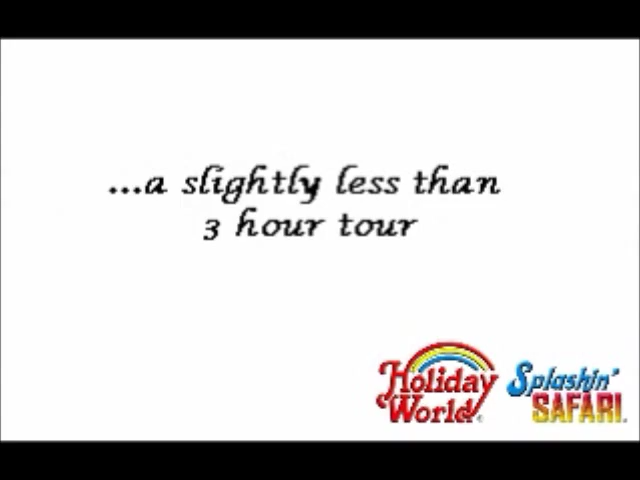 ...a slightly less than
3 hour tour
Holiday Splashin'
World SAFARI